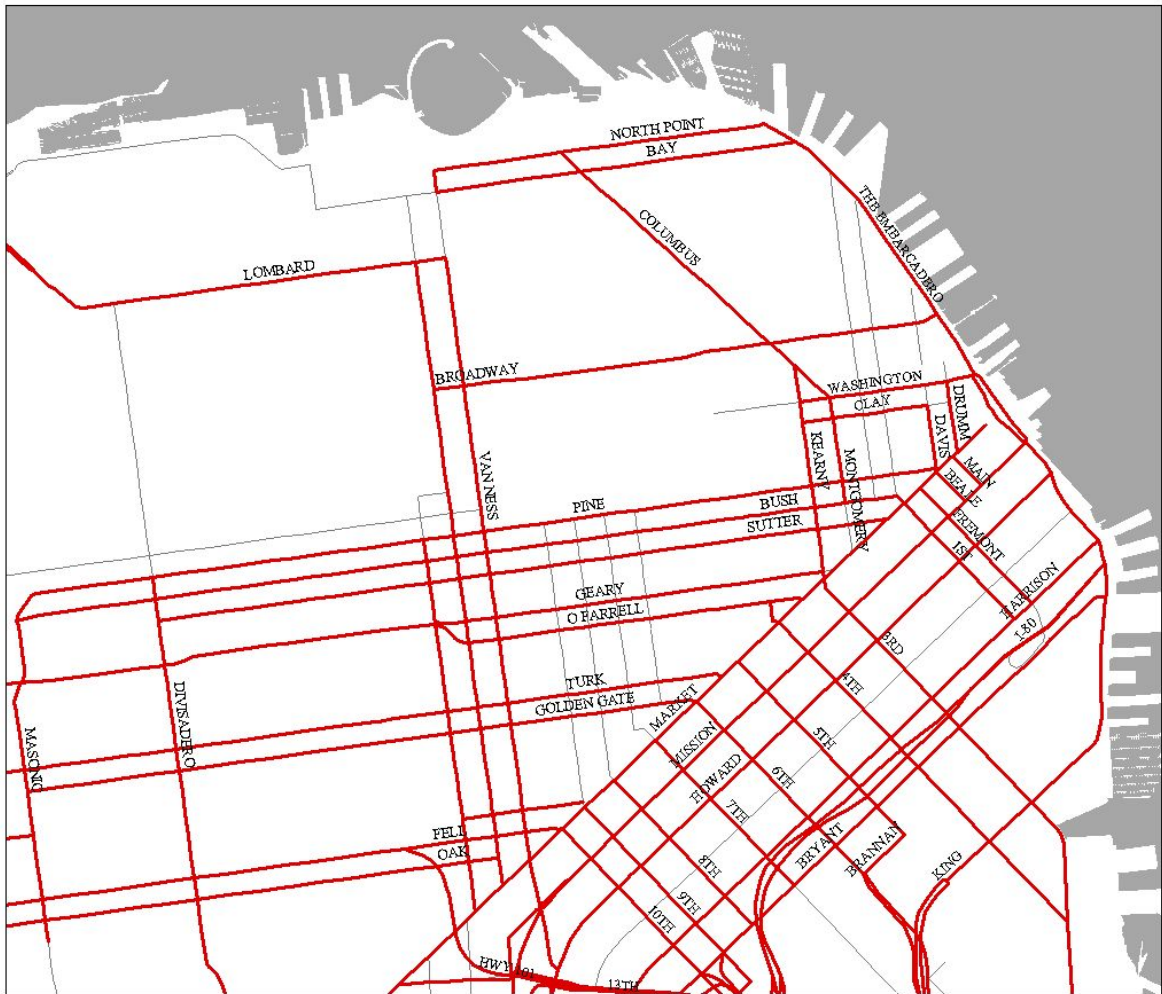 NORTH POINT
BAY
COLUMBUS
THE EMBARCADERO
LOMBARD
BROADWAY
WASHINGTON
CLAY
DRUMM
DAVIS
KEARNY
MONTGOMERY
VAN NESS
MAIN
BEALE
PINE
BUSH
SUTTER
FREMONT
1ST
GEARY
O FARRELL
HARRISON
I-80
3RD
4TH
TURK
GOLDEN GATE
MARKET
DIVISADERO
MASONIC
MISSION
5TH
HOWARD
6TH
7TH
FELL
OAK
BRYANT
BRANNAN
KING
8TH
9TH
10TH
HWY 101
13TH